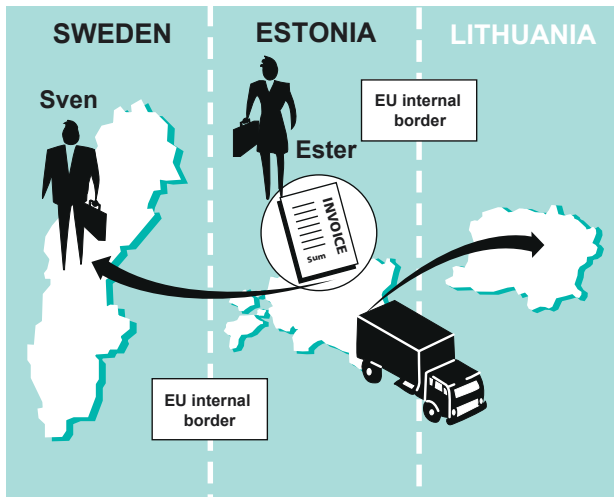 SWEDEN
ESTONIA
LITHUANIA
Sven
EU internal
border
Ester
INVOICE
Sum
EU internal
border